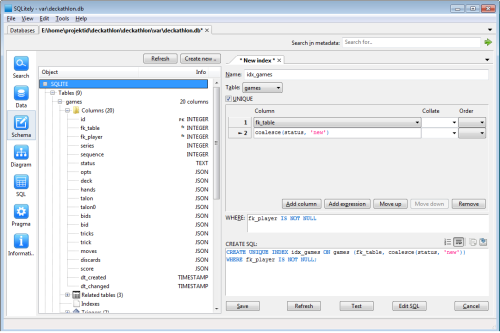 SQLitely - var\deckathlon.db
File View Edit Tools Help
Databases E:\home\projektid\deckathlon\deckathlon\var\deckathlon.db*
Search in metadata: Search for..
Refresh Create new ..
Object Info
SQLITE
Tables (9)
games 20 columns
Columns (20)
id INTEGER
fk_table INTEGER
fk_player INTEGER
series INTEGER
sequence INTEGER
status TEXT
opts JSON
deck JSON
hands JSON
talon JSON
talon0 JSON
bids JSON
bid JSON
tricks JSON
trick JSON
moves JSON
discards JSON
score JSON
dt_created TIMESTAMP
dt_changed TIMESTAMP
Related tables (3)
Indexes
Triggers (2)
Search
Data
Schema
Diagram
SQL
Pragma
Informati..
* New index *
Name: idx_games
Table: games
UNIQUE
Column Collate Order
1 fk_table
2 coalesce(status, "new")
Add column Add expression Move up Move down Remove
WHERE: fk_player IS NOT NULL
CREATE SQL:
CREATE UNIQUE INDEX idx_games ON games (fk_table, coalesce(status, "new"))
WHERE fk_player IS NOT NULL;
Save Refresh Test Edit SQL Cancel